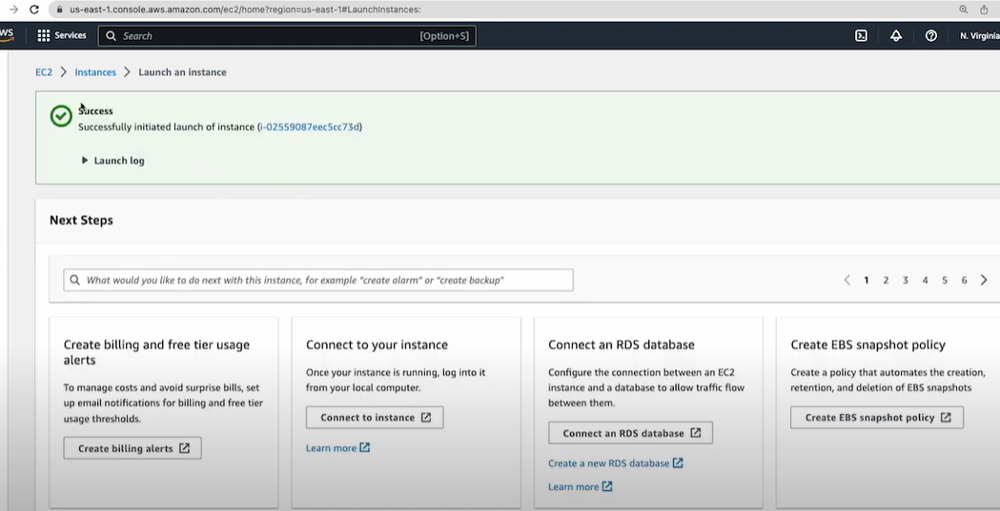 us-east-1.console.aws.amazon.com/ec2/home?region=us-east-1#LaunchInstances:
Services
Search
[Option+S]
N. Virginia
EC2 > Instances > Launch an instance
Success
Successfully initiated launch of instance (i-02559087eec5cc73d)
Launch log
Next Steps
What would you like to do next with this instance, for example "create alarm" or "create backup"
1 2 3 4 5 6
Create billing and free tier usage
alerts
To manage costs and avoid surprise bills, set
up email notifications for billing and free tier
usage thresholds.
Create billing alerts
Connect to your instance
Once your instance is running, log into it
from your local computer.
Connect to instance
Learn more
Connect an RDS database
Configure the connection between an EC2
instance and a database to allow traffic flow
between them.
Connect an RDS database
Create a new RDS database
Learn more
Create EBS snapshot policy
Create a policy that automates the creation,
retention, and deletion of EBS snapshots
Create EBS snapshot policy